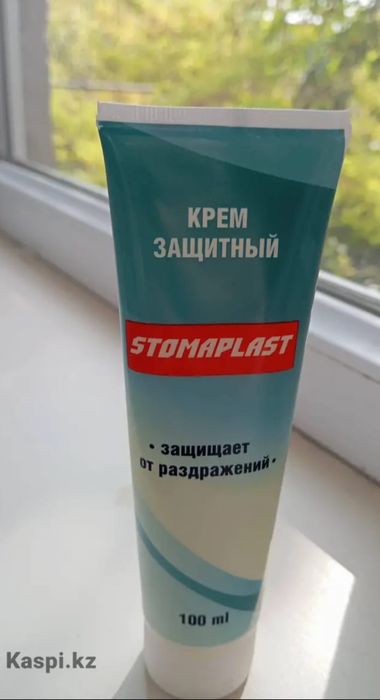 КРЕМ
ЗАЩИТНЫЙ
STOMAPLAST
• защищает
от раздражений •
100 ml
Kaspi.kz